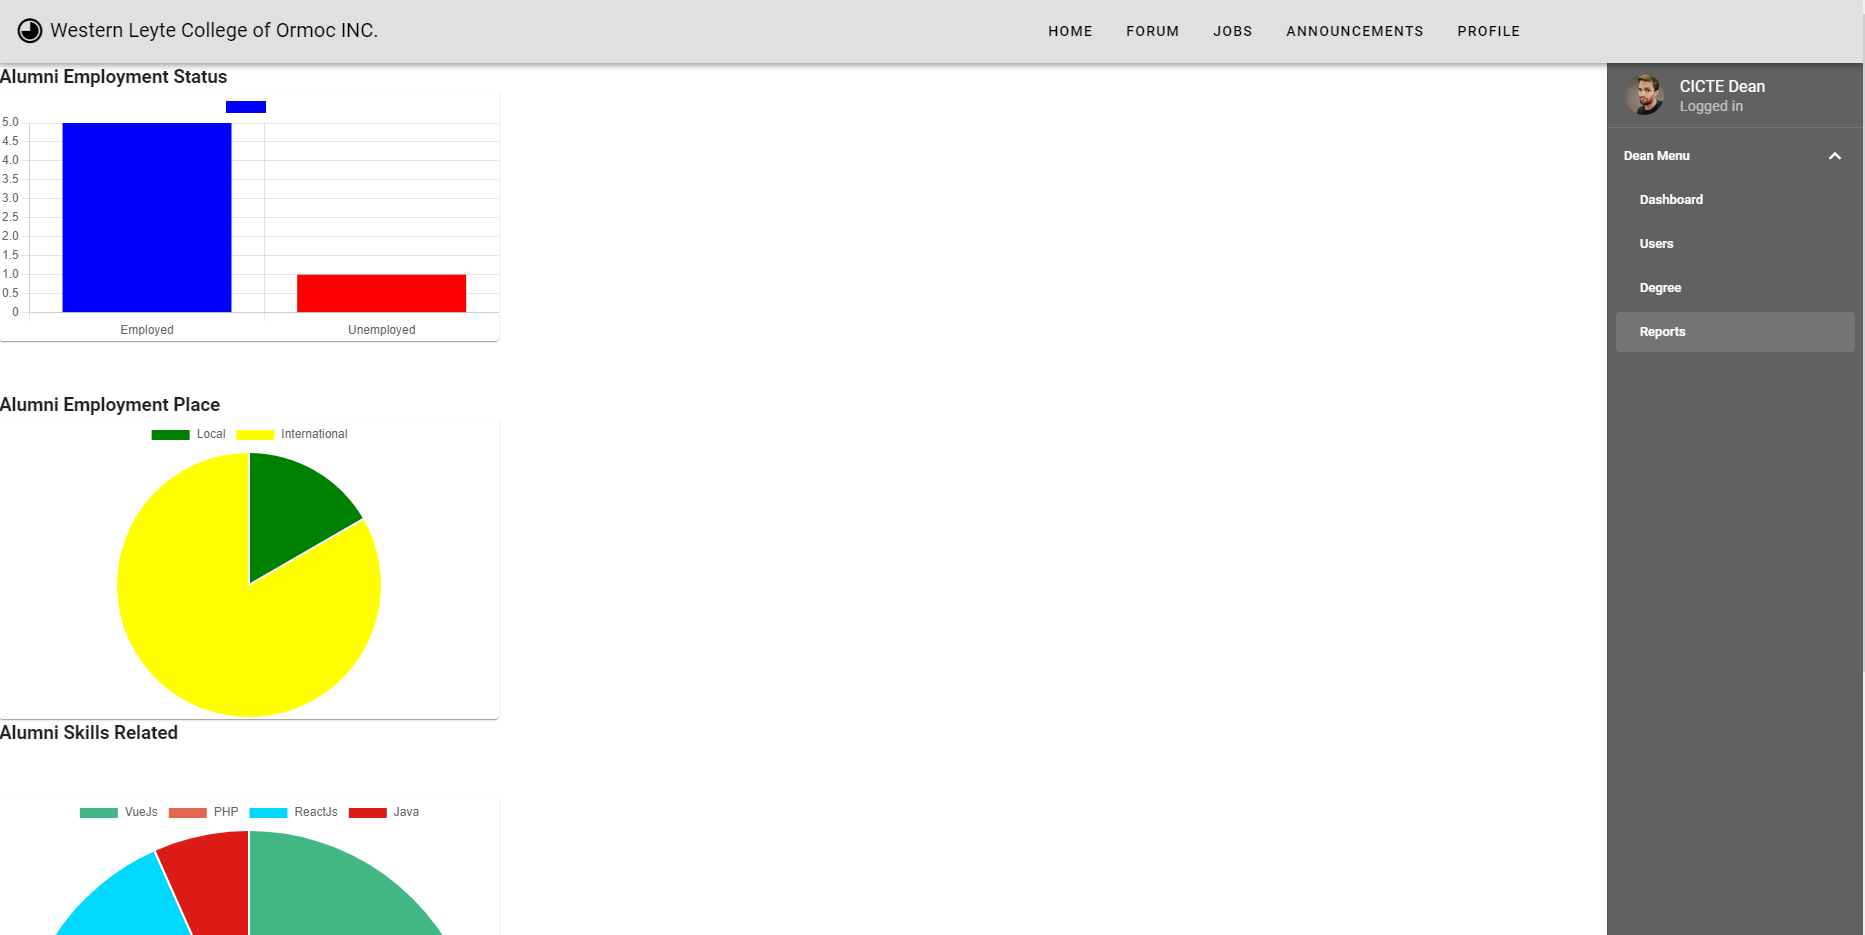 Western Leyte College of Ormoc INC.
HOME FORUM JOBS ANNOUNCEMENTS PROFILE
CICTE Dean
Logged in
Dean Menu
Dashboard
Users
Degree
Reports
Alumni Employment Status
5.0
4.5
4.0
3.5
3.0
2.5
2.0
1.5
1.0
0.5
0
Employed Unemployed
Alumni Employment Place
Local International
Alumni Skills Related
VueJs PHP ReactJs Java